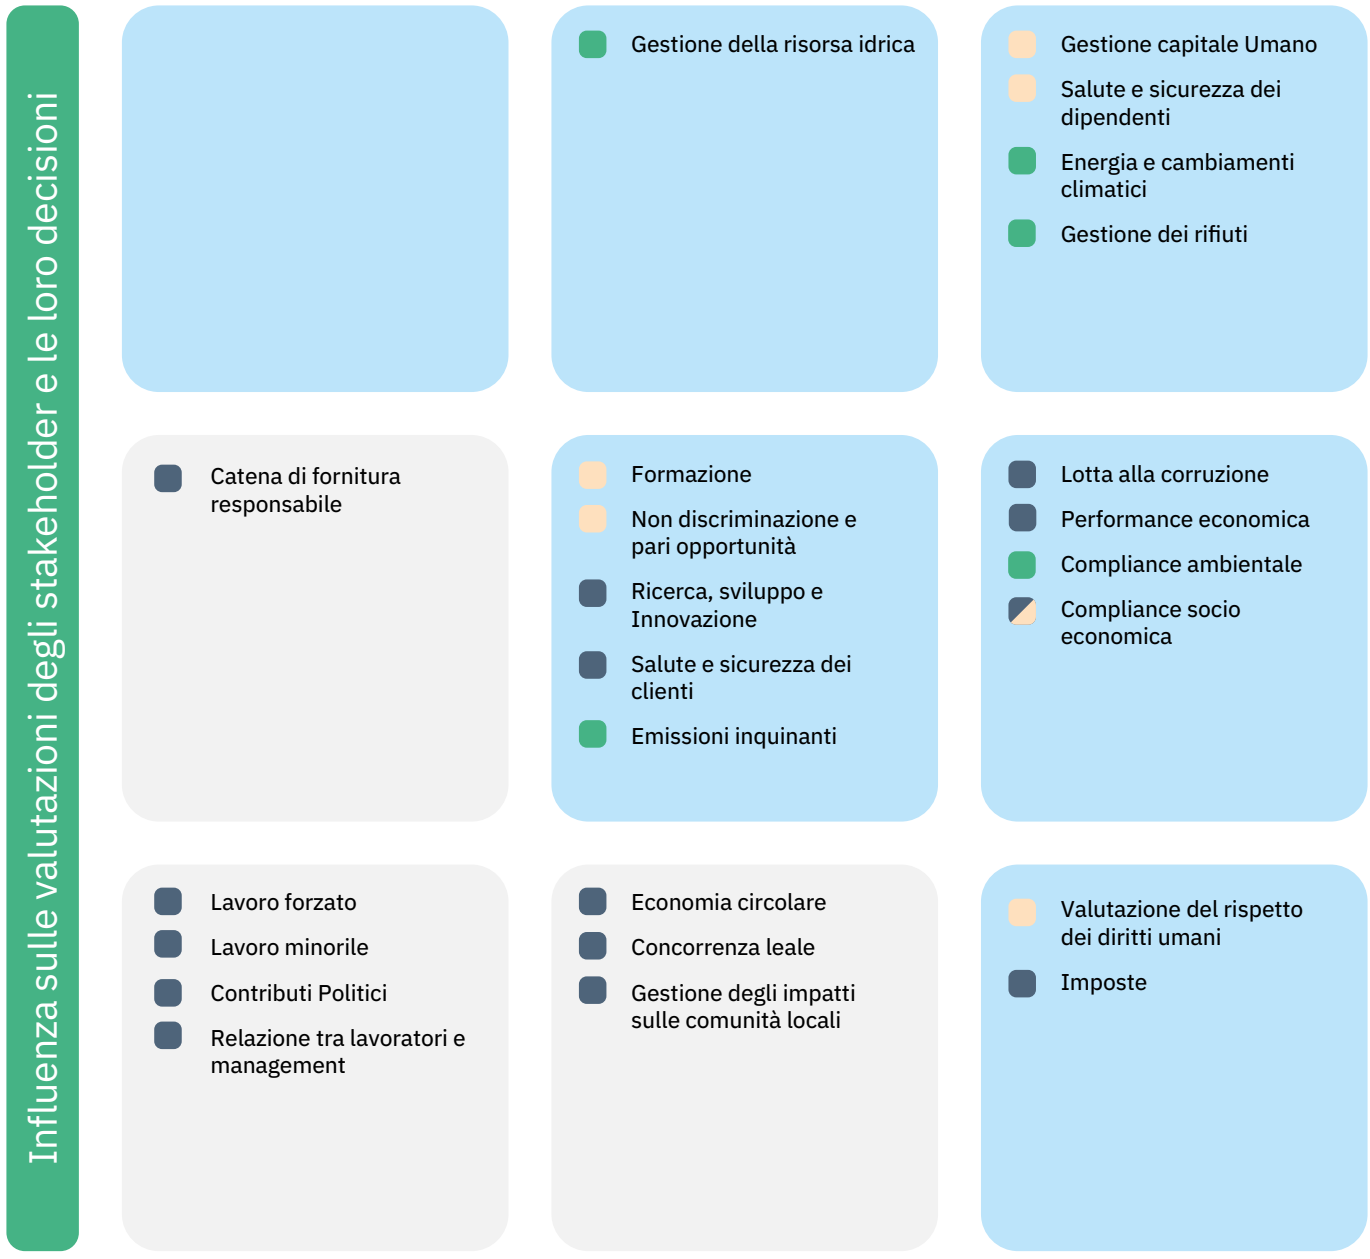 Influenza sulle valutazioni degli stakeholder e le loro decisioni
Gestione della risorsa idrica
Gestione capitale Umano
Salute e sicurezza dei
dipendenti
Energia e cambiamenti
climatici
Gestione dei rifiuti
Catena di fornitura
responsabile
Formazione
Non discriminazione e
pari opportunità
Ricerca, sviluppo e
Innovazione
Salute e sicurezza dei
clienti
Emissioni inquinanti
Lotta alla corruzione
Performance economica
Compliance ambientale
Compliance socio
economica
Lavoro forzato
Lavoro minorile
Contributi Politici
Relazione tra lavoratori e
management
Economia circolare
Concorrenza leale
Gestione degli impatti
sulle comunità locali
Valutazione del rispetto
dei diritti umani
Imposte